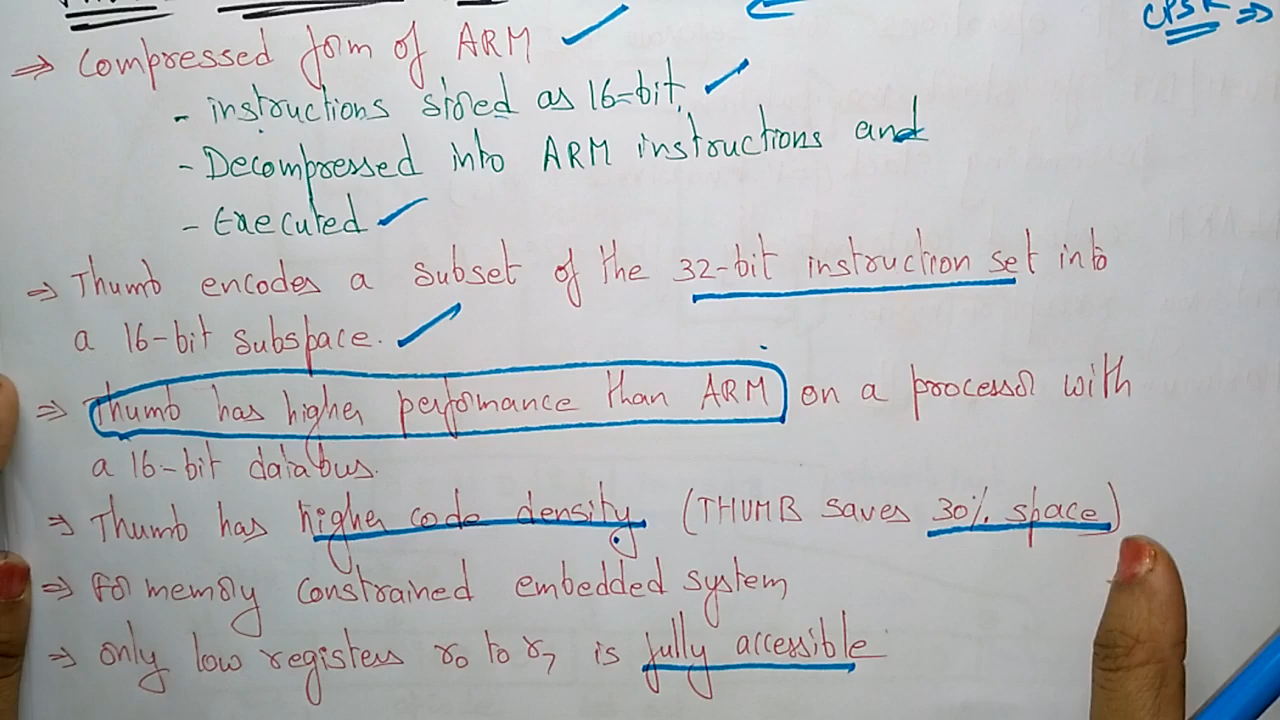 CPSR ⇒
⇒ Compressed form of ARM
- instructions stored as 16-bit.
- Decompressed into ARM instructions and
- Executed
⇒ Thumb encodes a subset of the 32-bit instruction set into
a 16-bit subspace.
⇒ Thumb has higher performance than ARM on a processor with
a 16-bit databus.
⇒ Thumb has higher code density (THUMB saves 30% space)
⇒ For memory constrained embedded system,
⇒ only low registers r0 to r7 is fully accessible